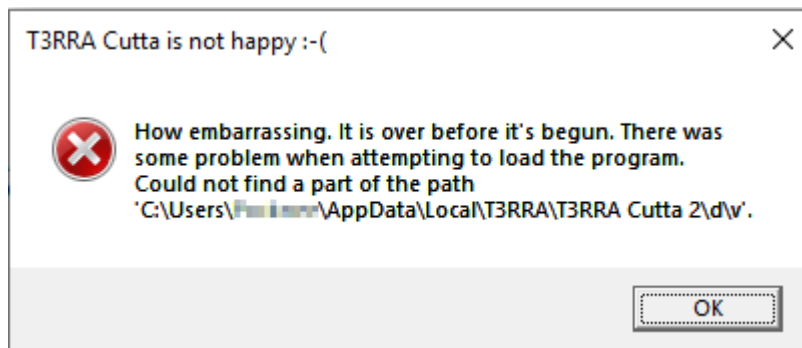 T3RRA Cutta is not happy :-(
How embarrassing. It is over before it's begun. There was
some problem when attempting to load the program.
Could not find a part of the path
'C:\Users\ \AppData\Local\T3RRA\T3RRA Cutta 2\d\v'.
OK